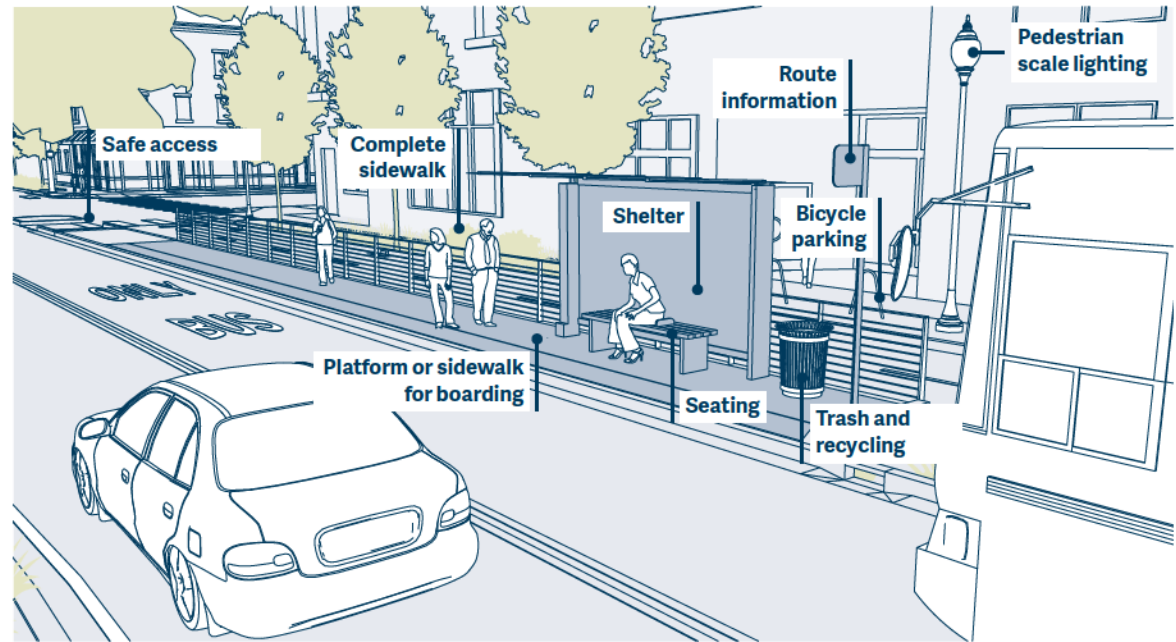 Pedestrian
scale lighting
Route
information
Safe access
Complete
sidewalk
Shelter
Bicycle
parking
ONLY
BUS
Platform or sidewalk
for boarding
Seating
Trash and
recycling